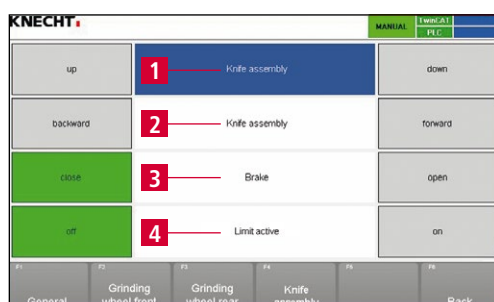 KNECHT
MANUAL
TwinCAT
PLC
up
1
Knife assembly
down
backward
2
Knife assembly
forward
close
3
Brake
open
off
4
Limit active
on
F1
F2
F3
F4
F5
F6
General
Grinding
wheel front
Grinding
wheel rear
Knife
assembly
Back